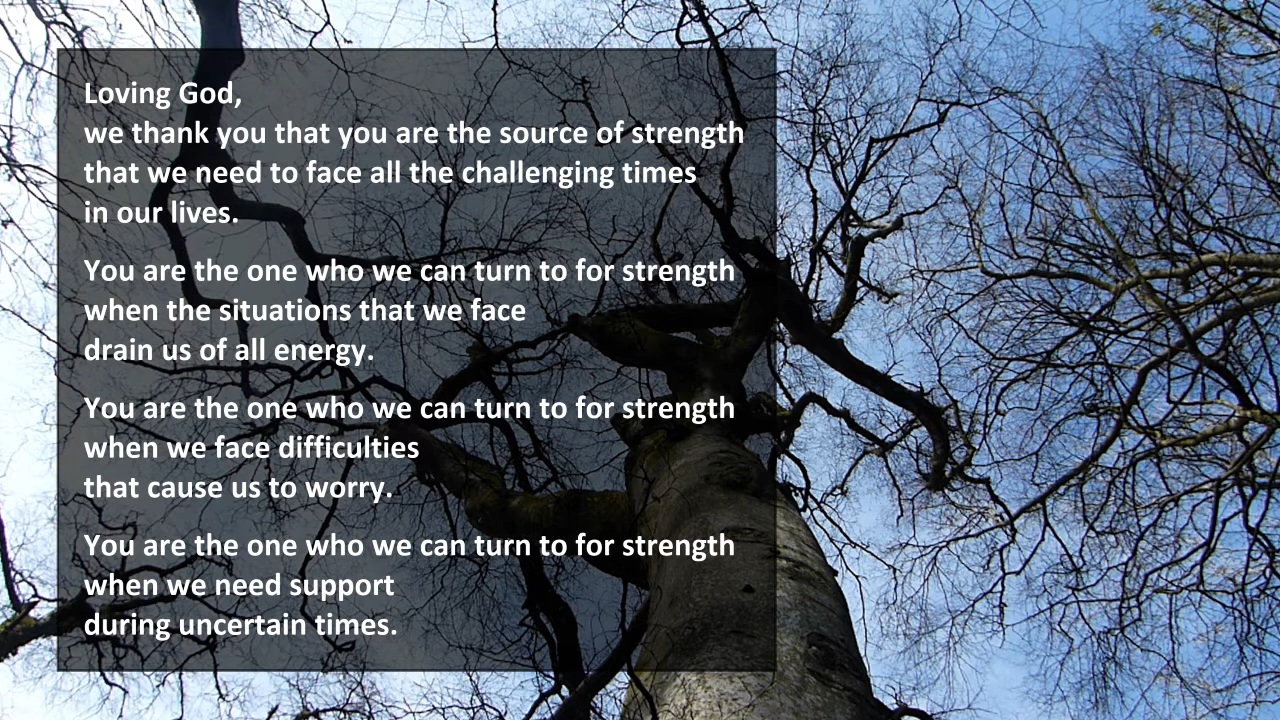 Loving God,
we thank you that you are the source of strength
that we need to face all the challenging times
in our lives.
You are the one who we can turn to for strength
when the situations that we face
drain us of all energy.
You are the one who we can turn to for strength
when we face difficulties
that cause us to worry.
You are the one who we can turn to for strength
when we need support
during uncertain times.